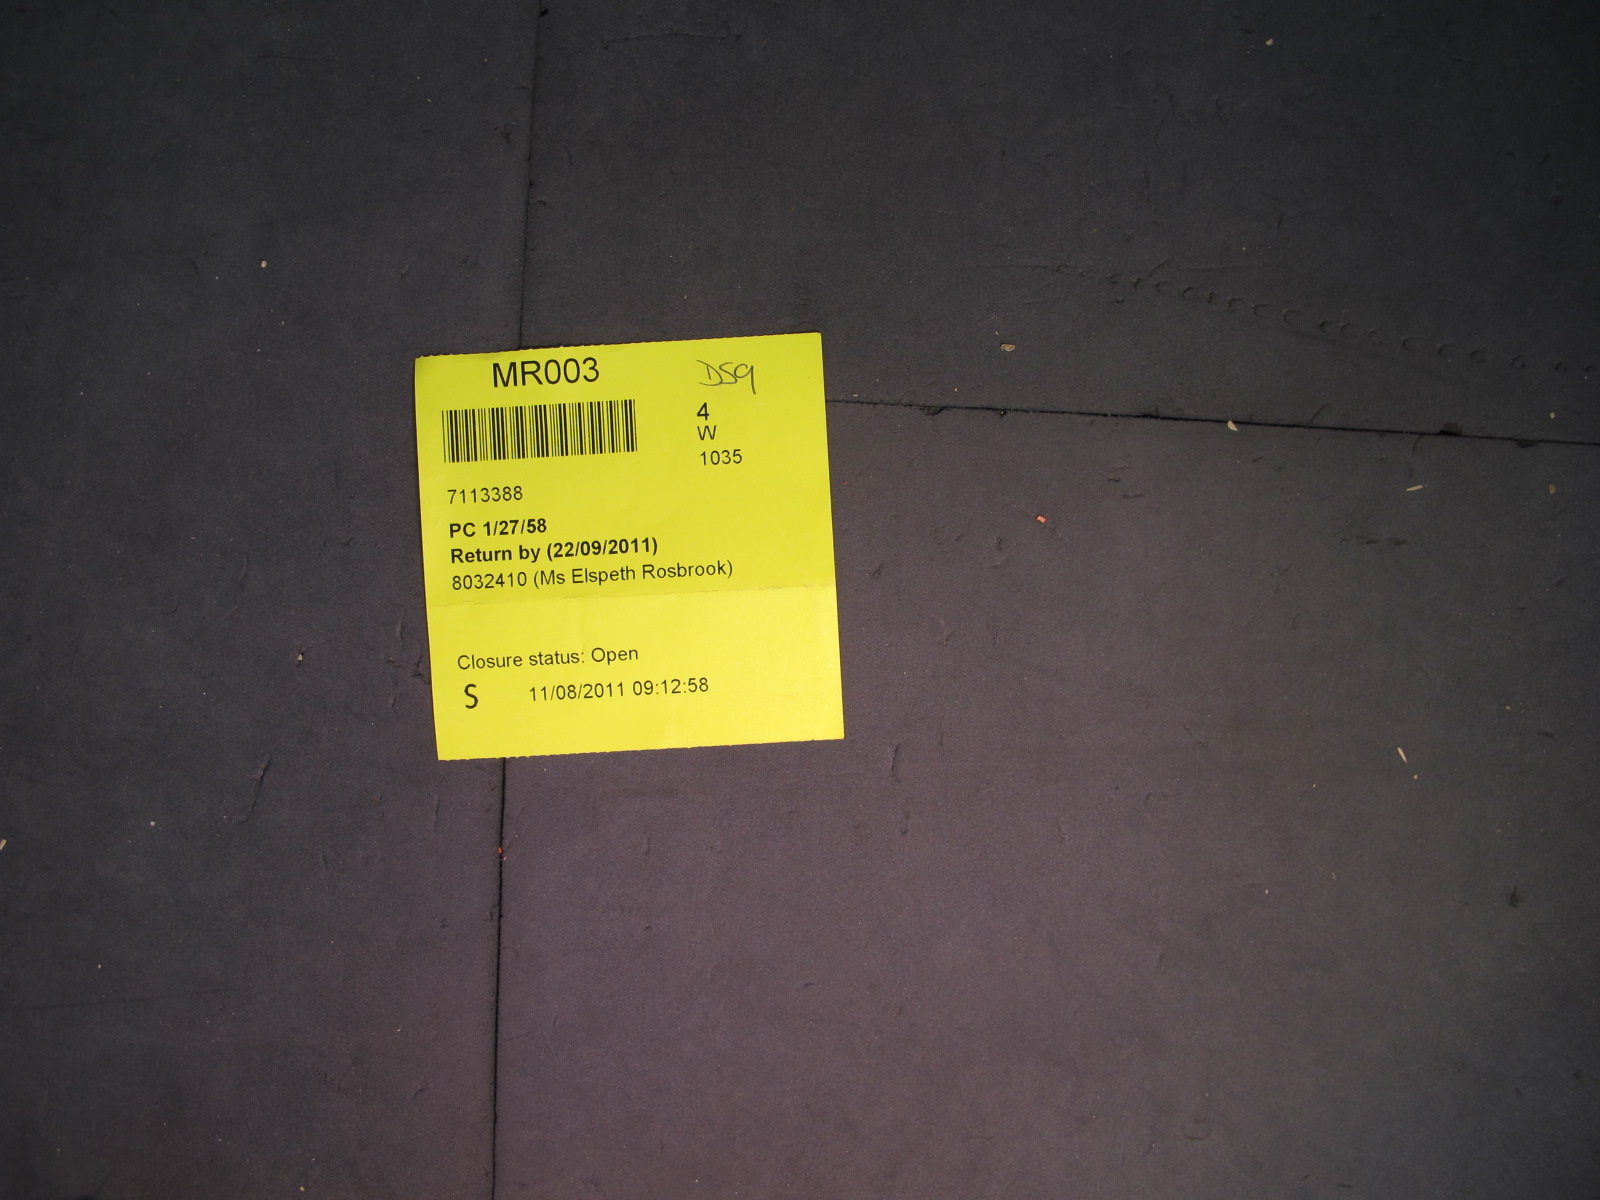 MR003
DS9
4
W
1035
7113388
PC 1/27/58
Return by (22/09/2011)
8032410 (Ms Elspeth Rosbrook)
Closure status: Open
S 11/08/2011 09:12:58